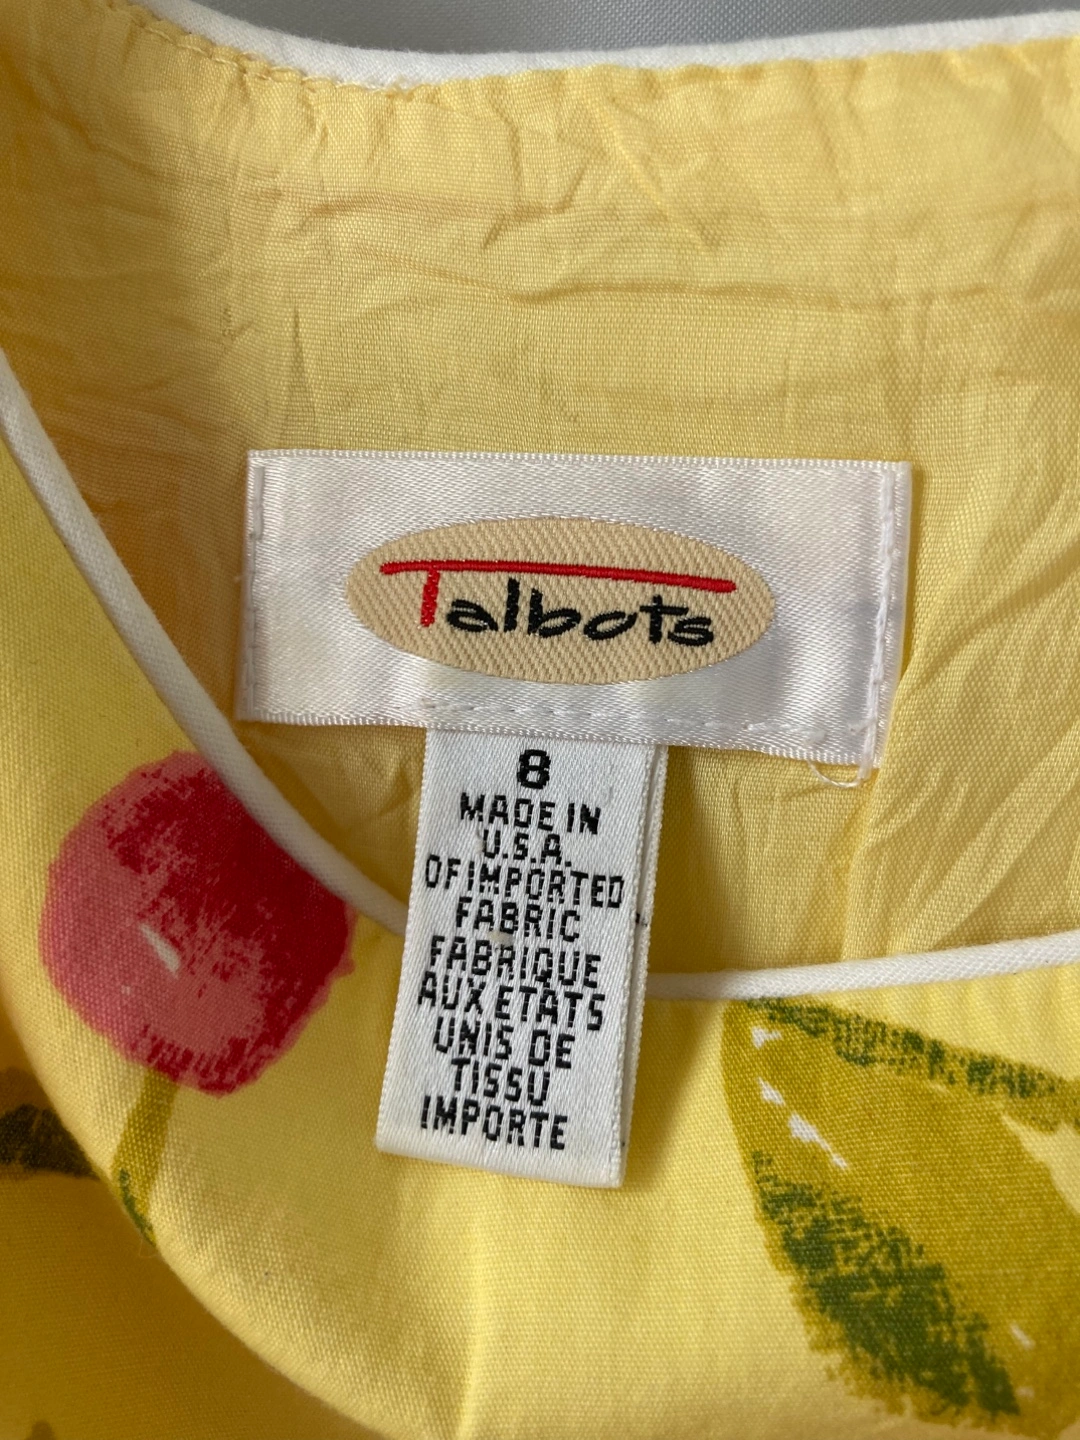 Talbots
8
MADE IN
U.S.A.
OF IMPORTED
FABRIC
FABRIQUE
AUX ETATS
UNIS DE
TISSU
IMPORTE